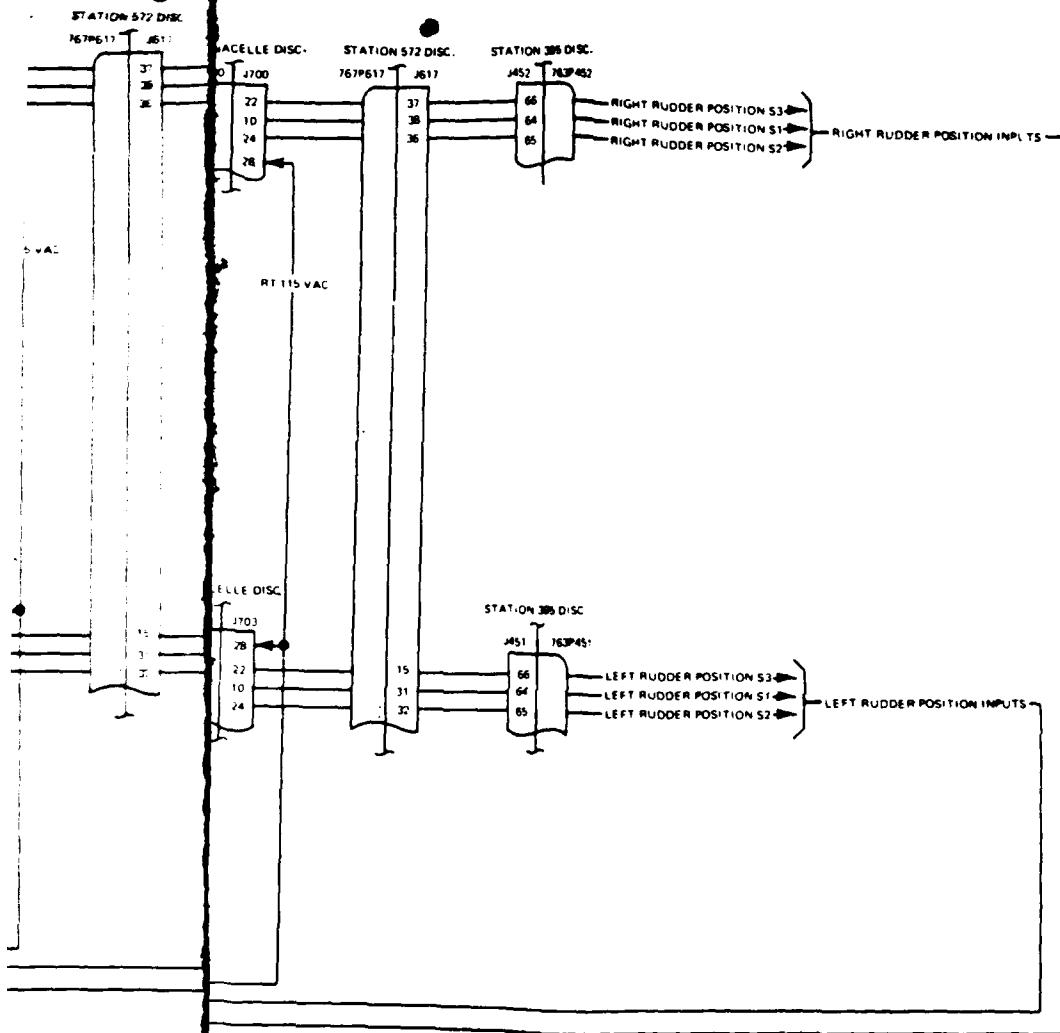 STATION 572 DISC.
767P617 J617
37
36
5 VAC
15
NACELLE DISC.
J700
22
10
24
28
RT 115 VAC
STATION 572 DISC.
767P617 J617
37
38
36
STATION 395 DISC.
J452 763P452
66
64
65
RIGHT RUDDER POSITION S3
RIGHT RUDDER POSITION S1
RIGHT RUDDER POSITION S2
RIGHT RUDDER POSITION INPUTS
ELLE DISC
J703
28
22
10
24
15
31
32
STATION 395 DISC
J451 763P451
66
64
65
LEFT RUDDER POSITION S3
LEFT RUDDER POSITION S1
LEFT RUDDER POSITION S2
LEFT RUDDER POSITION INPUTS